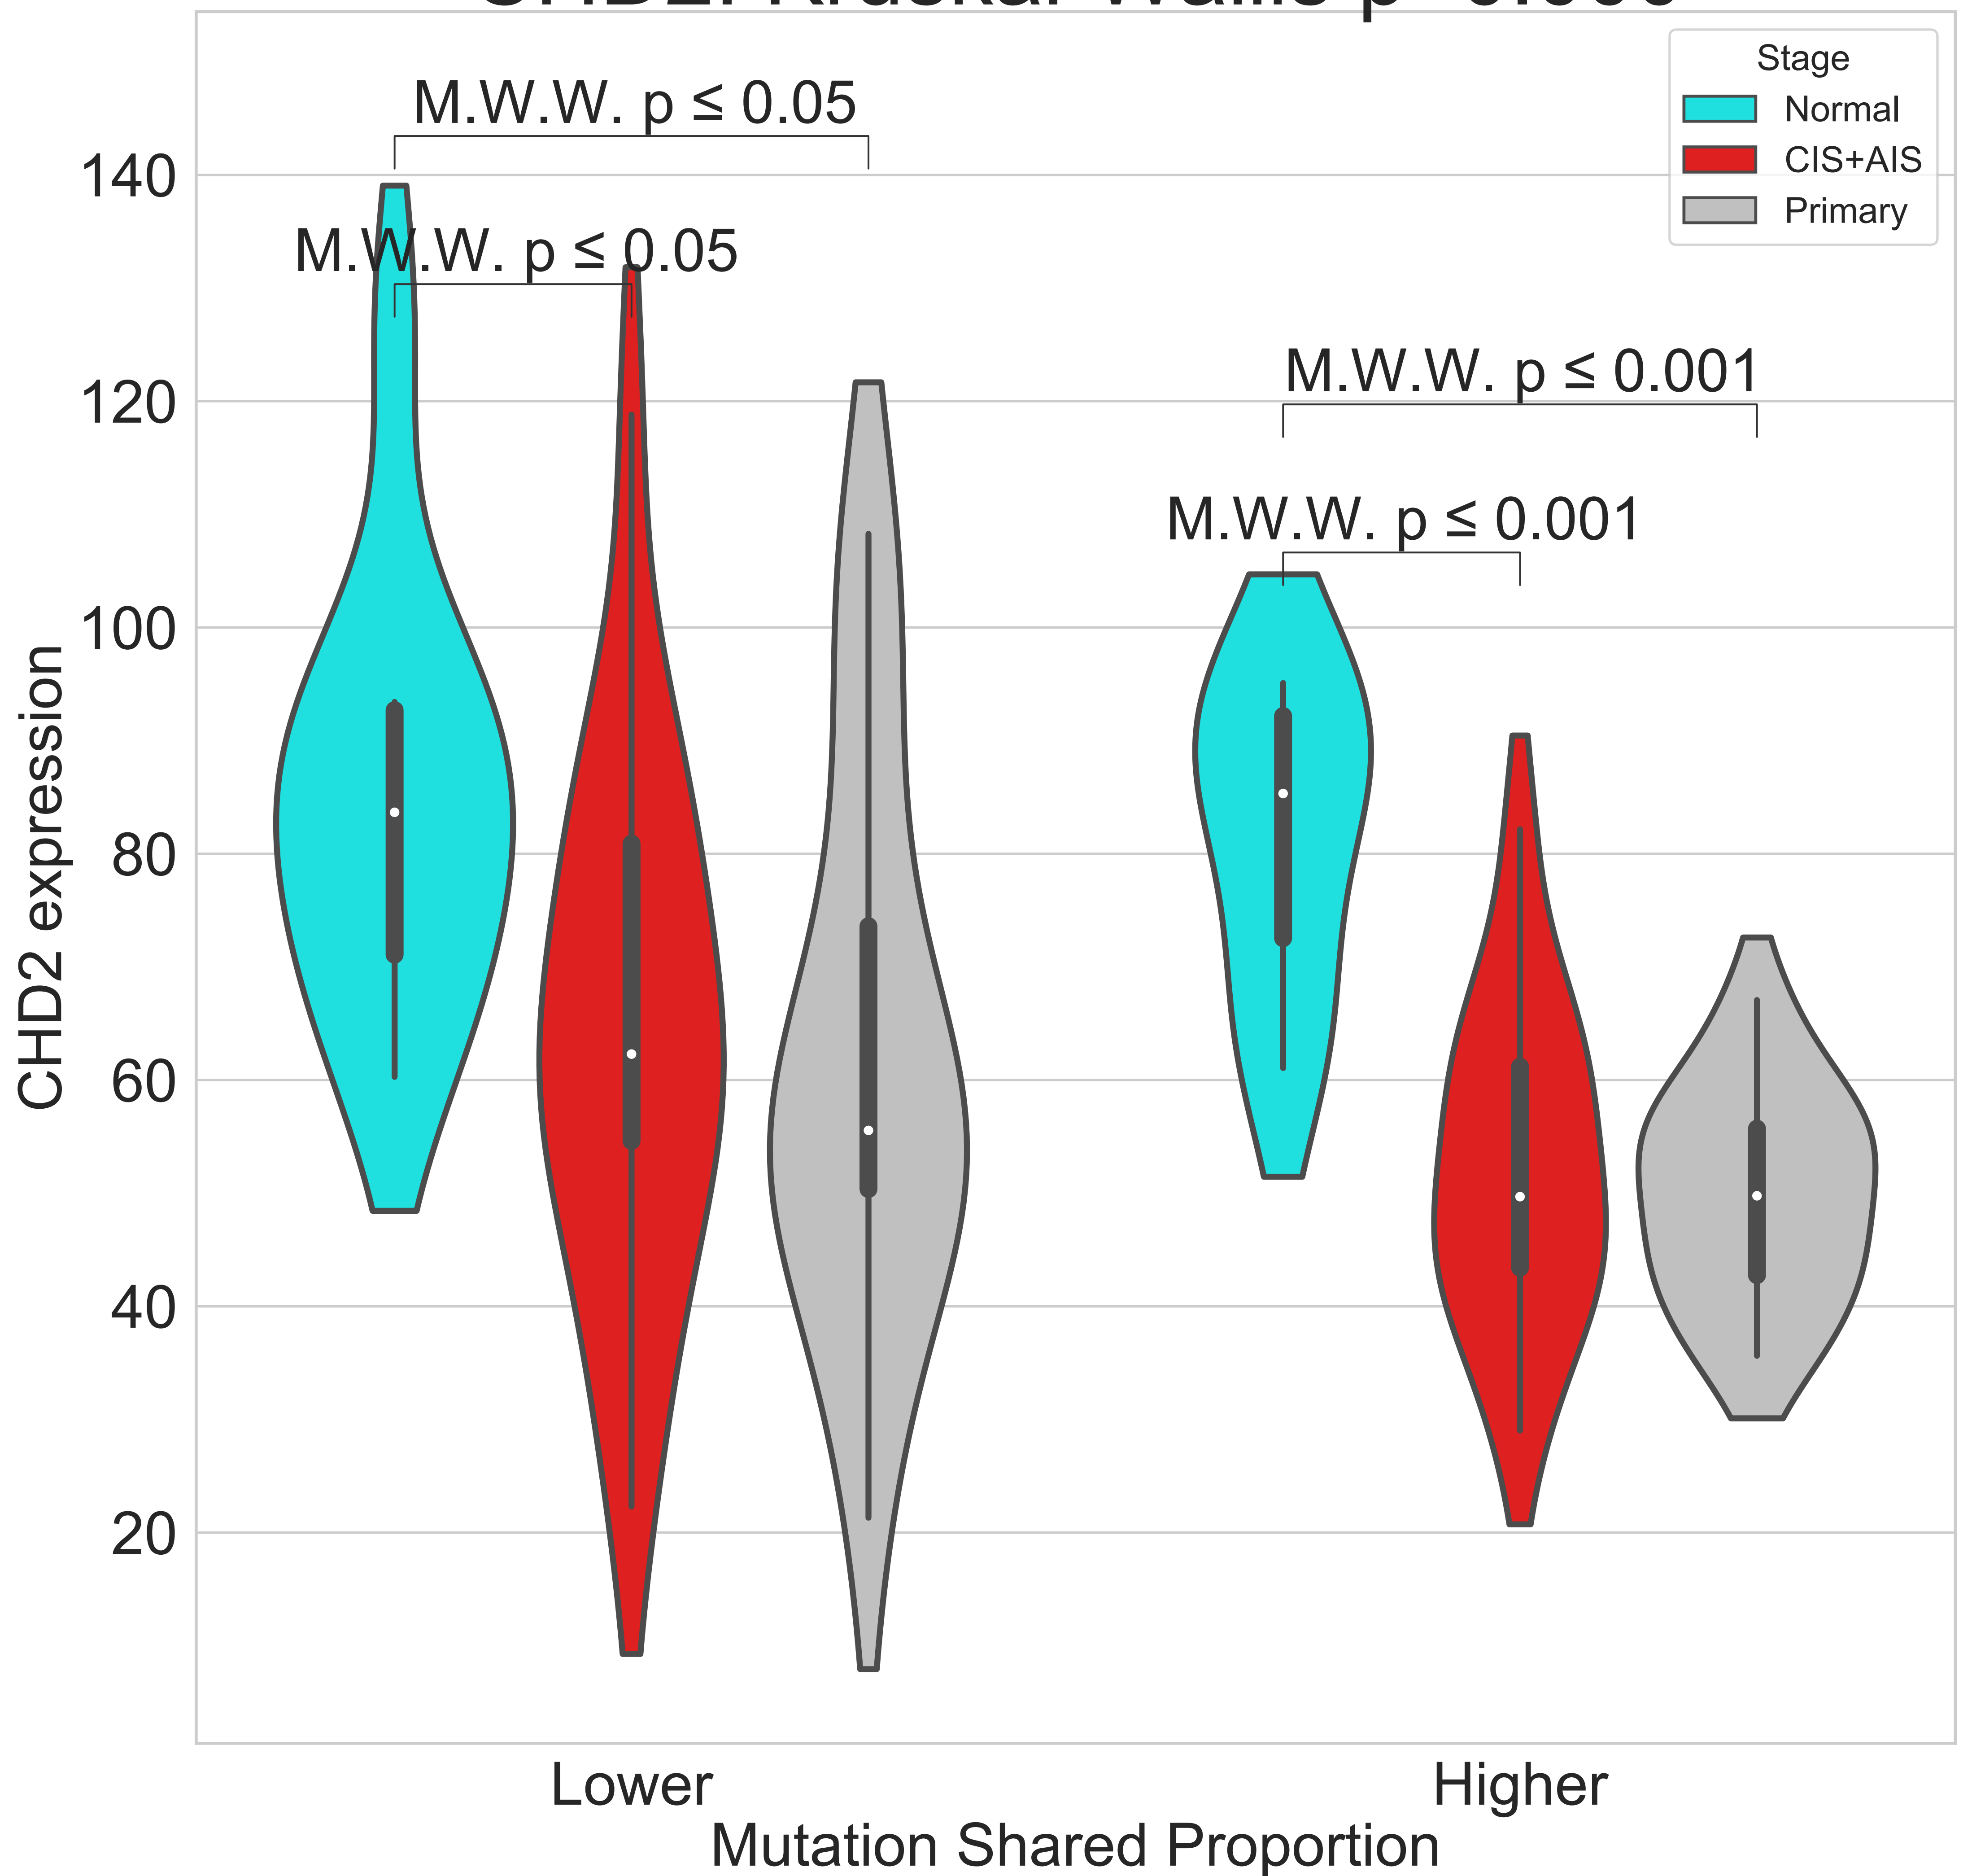 Stage
Normal
CIS+AIS
Primary
M.W.W. p ≤ 0.05
M.W.W. p ≤ 0.05
M.W.W. p ≤ 0.001
M.W.W. p ≤ 0.001
140
120
100
80
60
40
20
CHD2 expression
Lower
Higher
Mutation Shared Proportion